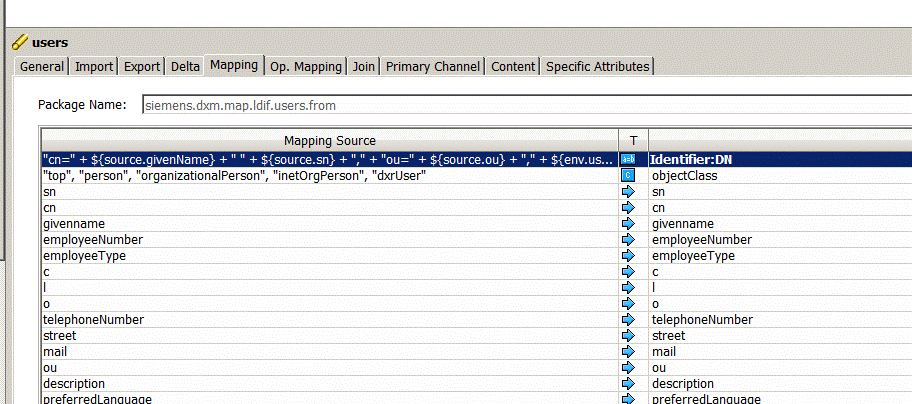 users
General Import Export Delta Mapping Op. Mapping Join Primary Channel Content Specific Attributes
Package Name: siemens.dxm.map.ldif.users.from
Mapping Source T
"cn=" + ${source.givenName} + " " + ${source.sn} + "," + "ou=" + ${source.ou} + "," + ${env.us... a=b Identifier:DN
"top", "person", "organizationalPerson", "inetOrgPerson", "dxrUser" C objectClass
sn sn
cn cn
givenname givenname
employeeNumber employeeNumber
employeeType employeeType
c c
l l
o o
telephoneNumber telephoneNumber
street street
mail mail
ou ou
description description
preferredLanguage preferredLanguage